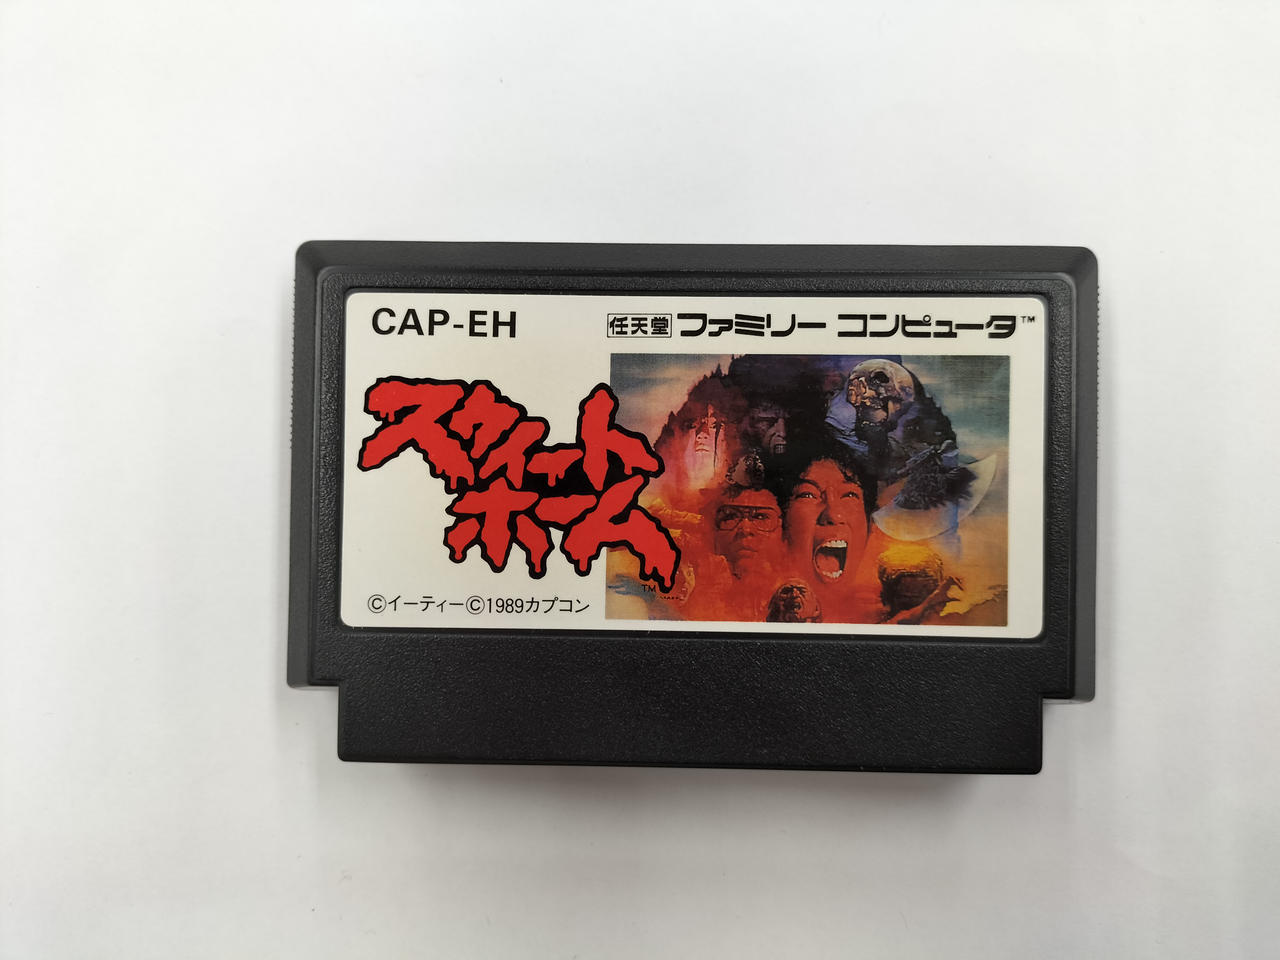 CAP-EH
任天堂 ファミリー コンピュータ™
スウィート
ホーム
TM
©イーティー©1989カプコン